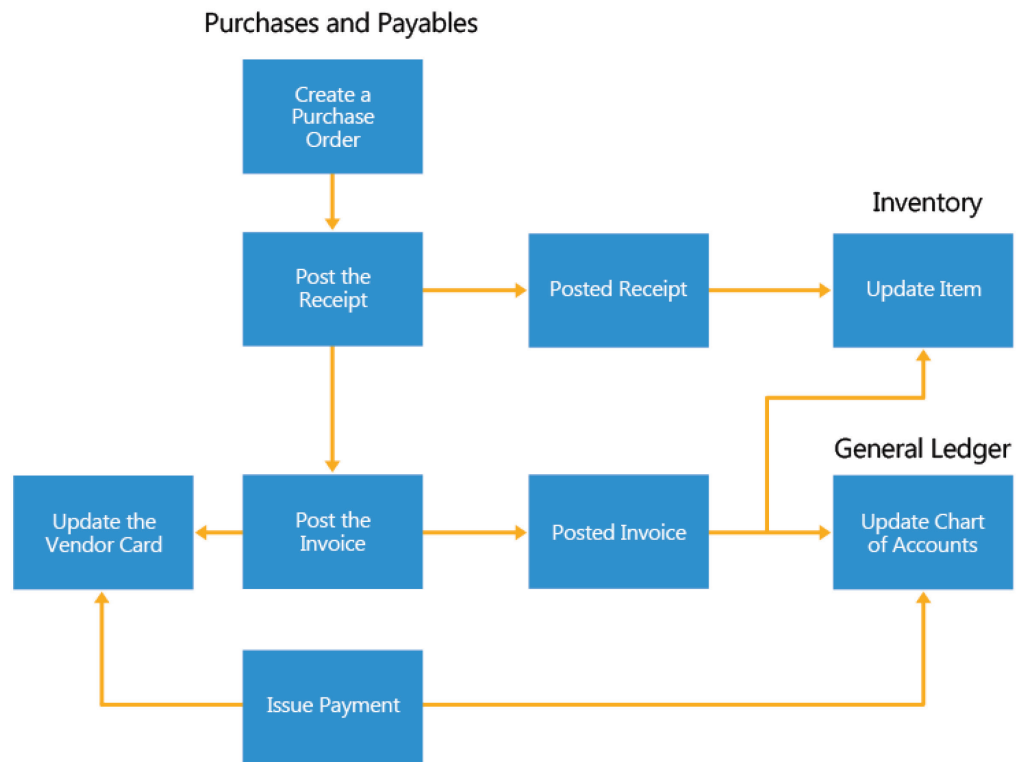 Purchases and Payables
Create a
Purchase
Order
Inventory
Post the
Receipt
Posted Receipt
Update Item
General Ledger
Update the
Vendor Card
Post the
Invoice
Posted Invoice
Update Chart
of Accounts
Issue Payment